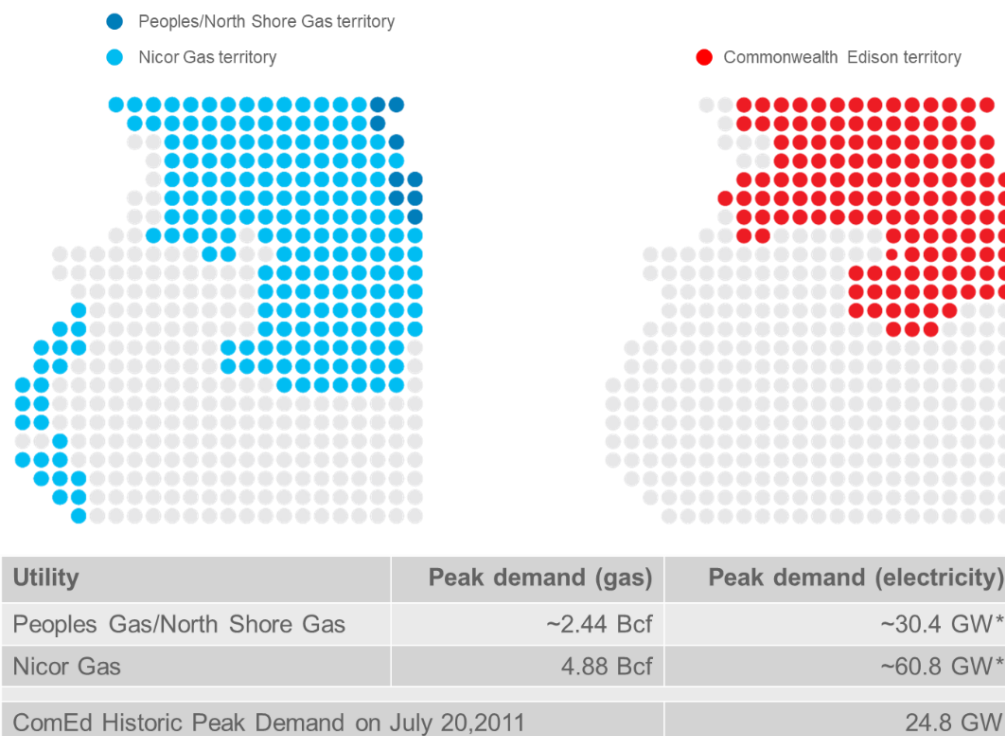 Peoples/North Shore Gas territory
Nicor Gas territory
Commonwealth Edison territory
Utility Peak demand (gas) Peak demand (electricity)
Peoples Gas/North Shore Gas ~2.44 Bcf ~30.4 GW*
Nicor Gas 4.88 Bcf ~60.8 GW*
ComEd Historic Peak Demand on July 20,2011 24.8 GW